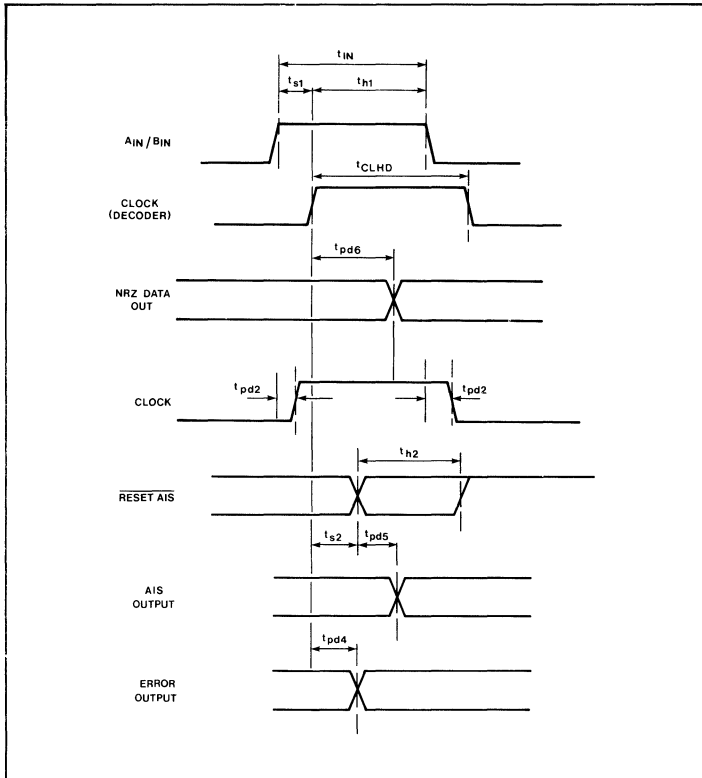 tIN
ts1 th1
AIN/BIN
tCLHD
CLOCK
(DECODER)
tpd6
NRZ DATA
OUT
tpd2 tpd2
CLOCK
th2
RESET AIS
ts2 tpd5
AIS
OUTPUT
tpd4
ERROR
OUTPUT